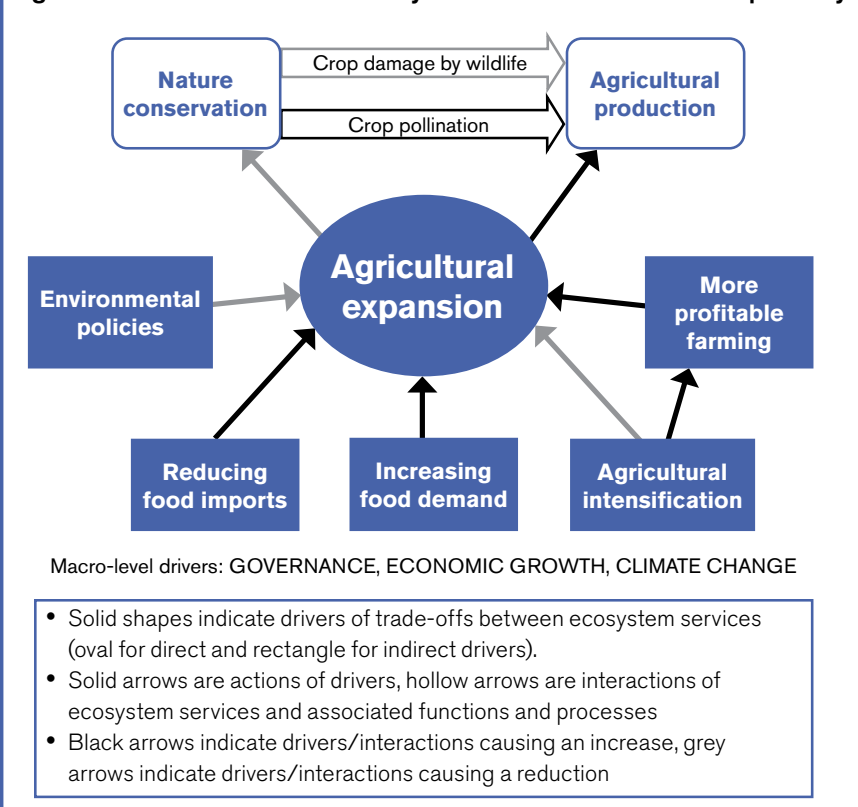 Nature
conservation
Crop damage by wildlife
Crop pollination
Agricultural
production
Agricultural
expansion
Environmental
policies
More
profitable
farming
Reducing
food imports
Increasing
food demand
Agricultural
intensification
Macro-level drivers: GOVERNANCE, ECONOMIC GROWTH, CLIMATE CHANGE
• Solid shapes indicate drivers of trade-offs between ecosystem services
(oval for direct and rectangle for indirect drivers).
• Solid arrows are actions of drivers, hollow arrows are interactions of
ecosystem services and associated functions and processes
• Black arrows indicate drivers/interactions causing an increase, grey
arrows indicate drivers/interactions causing a reduction